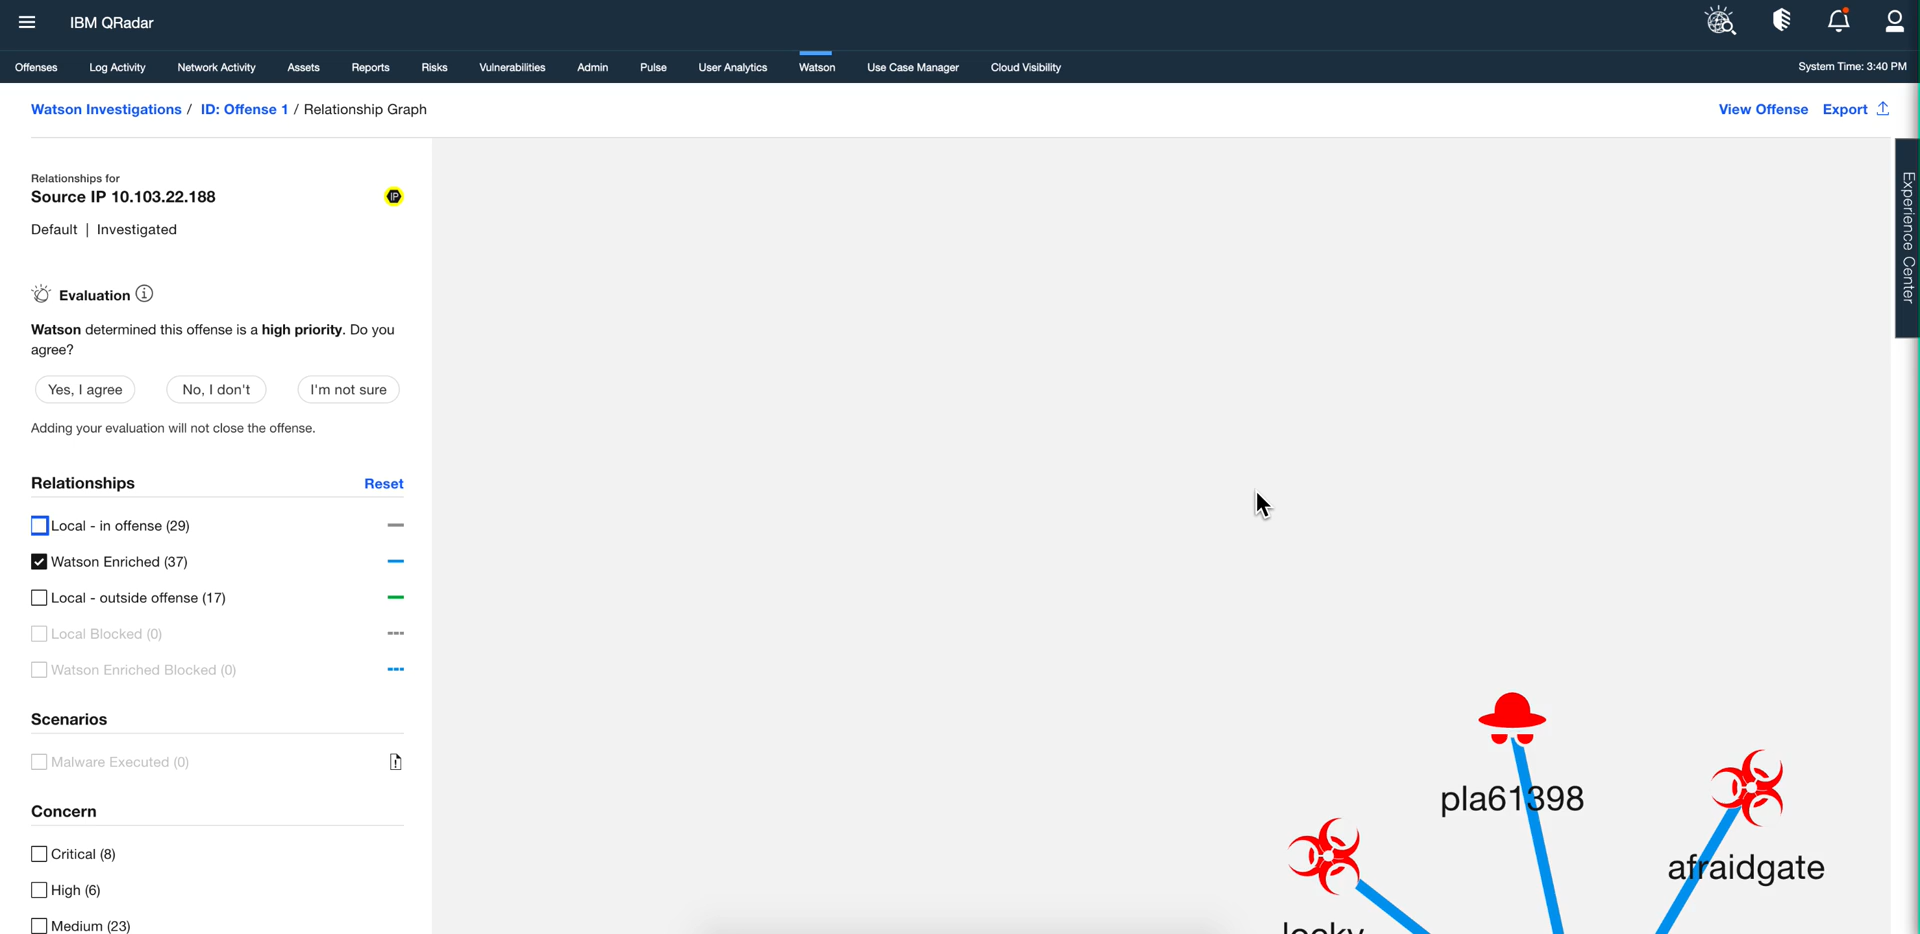 IBM QRadar
Offenses
Log Activity
Network Activity
Assets
Reports
Risks
Vulnerabilities
Admin
Pulse
User Analytics
Watson
Use Case Manager
Cloud Visibility
System Time: 3:40 PM
Watson Investigations / ID: Offense 1 / Relationship Graph
View Offense
Export
Experience Center
Relationships for
Source IP 10.103.22.188
IP
Default | Investigated
Evaluation
Watson determined this offense is a high priority. Do you
agree?
Yes, I agree
No, I don't
I'm not sure
Adding your evaluation will not close the offense.
Relationships
Reset
Local - in offense (29)
Watson Enriched (37)
Local - outside offense (17)
Local Blocked (0)
Watson Enriched Blocked (0)
Scenarios
Malware Executed (0)
Concern
Critical (8)
High (6)
Medium (23)
pla61398
afraidgate
locky